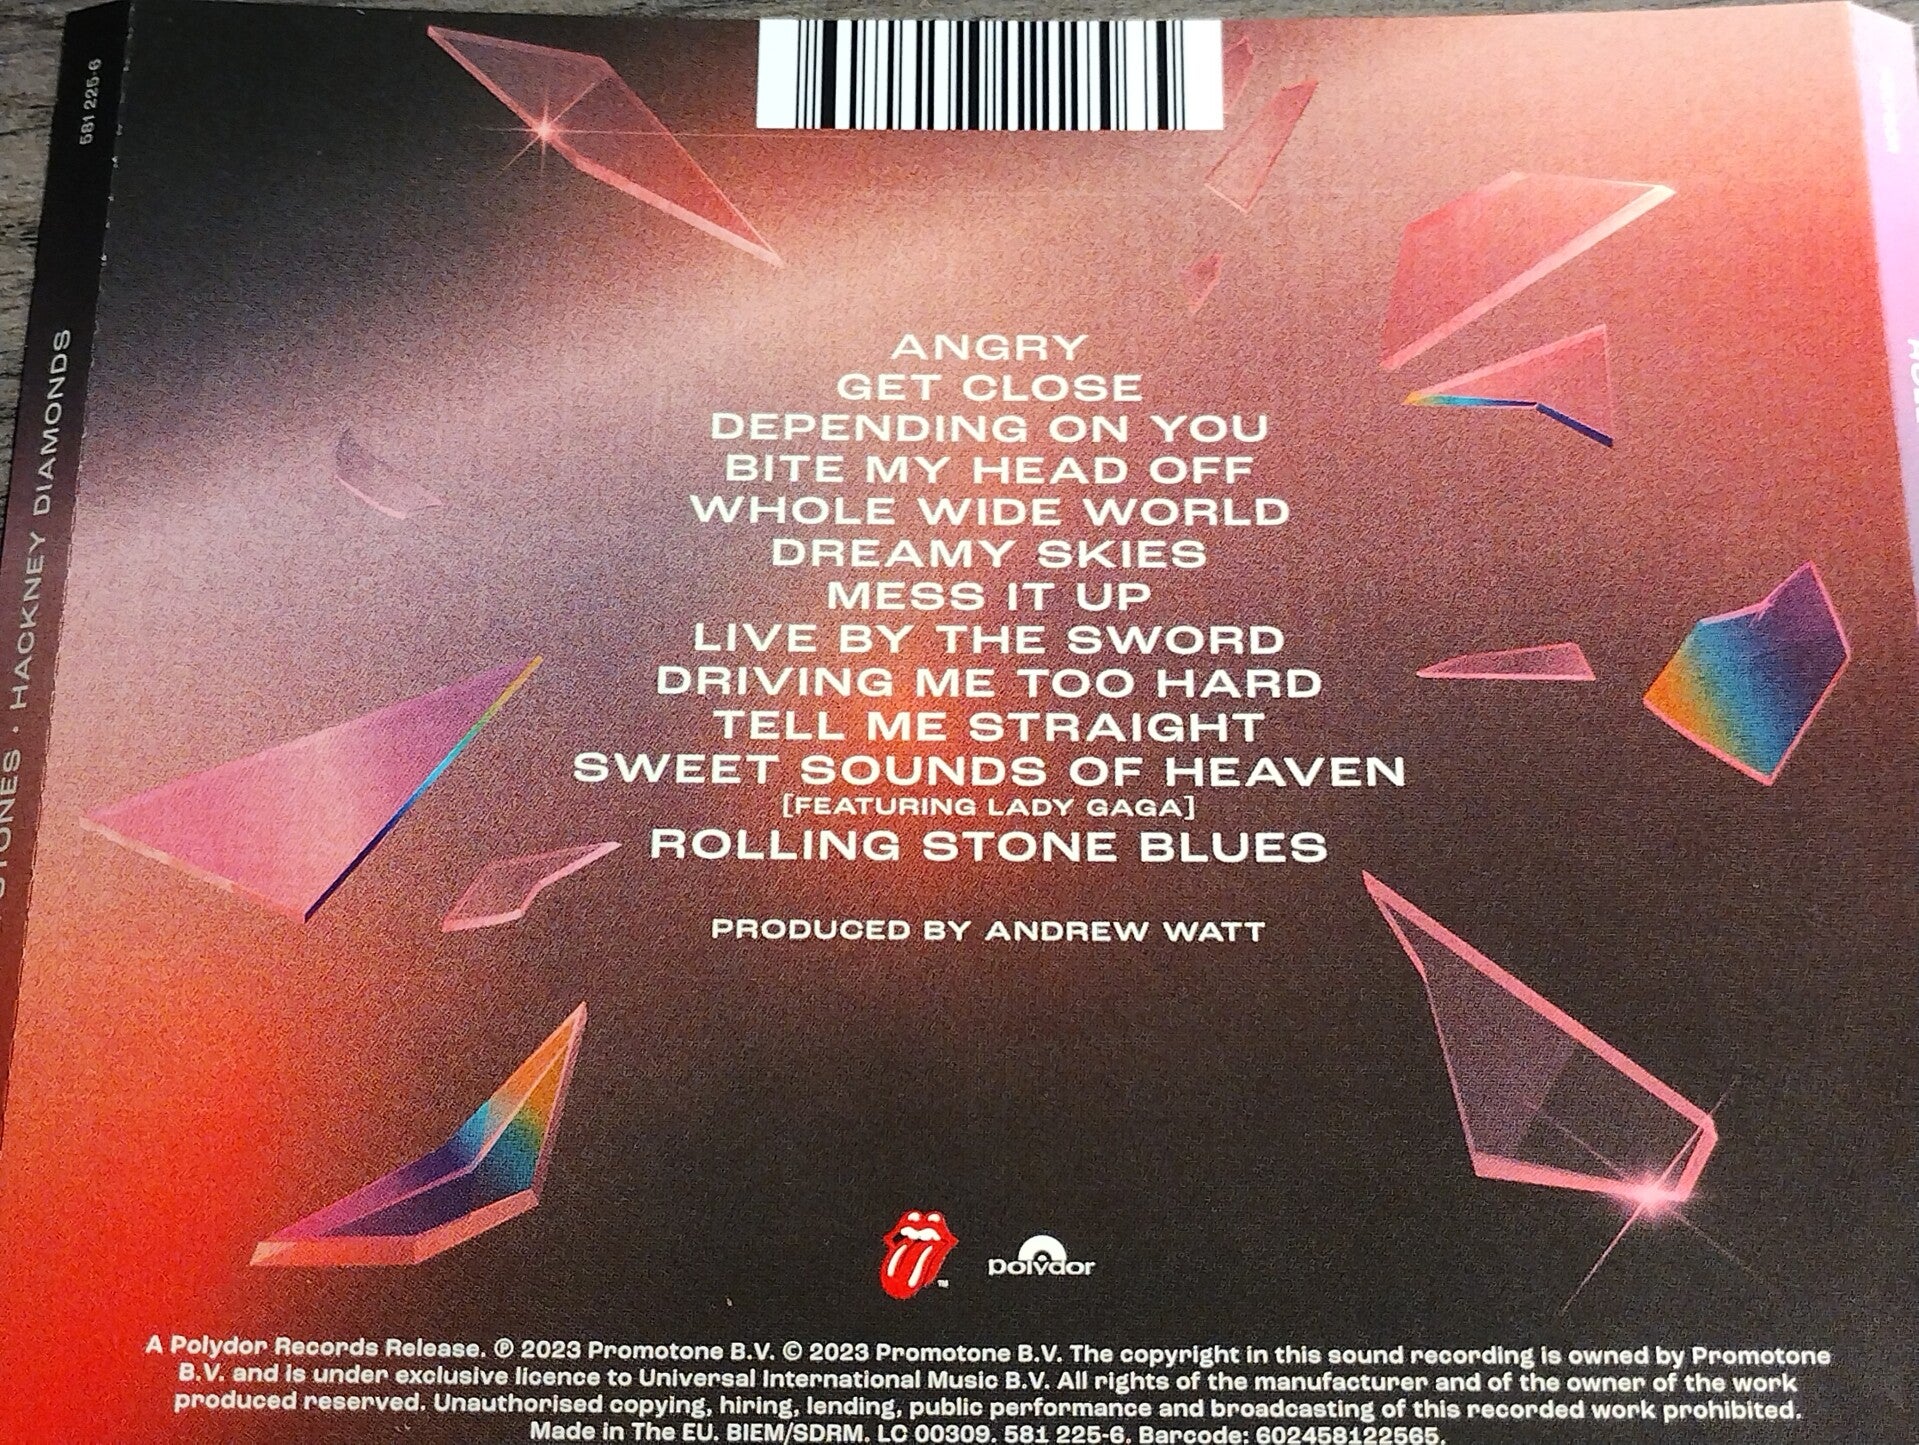 581 225-6
STONES · HACKNEY DIAMONDS
ANGRY
GET CLOSE
DEPENDING ON YOU
BITE MY HEAD OFF
WHOLE WIDE WORLD
DREAMY SKIES
MESS IT UP
LIVE BY THE SWORD
DRIVING ME TOO HARD
TELL ME STRAIGHT
SWEET SOUNDS OF HEAVEN
[FEATURING LADY GAGA]
ROLLING STONE BLUES
PRODUCED BY ANDREW WATT
TM
polydor
A Polydor Records Release. ℗ 2023 Promotone B.V. © 2023 Promotone B.V. The copyright in this sound recording is owned by Promotone
B.V. and is under exclusive licence to Universal International Music B.V. All rights of the manufacturer and of the owner of the work
produced reserved. Unauthorised copying, hiring, lending, public performance and broadcasting of this recorded work prohibited.
Made in The EU. BIEM/SDRM. LC 00309. 581 225-6. Barcode: 602458122565.